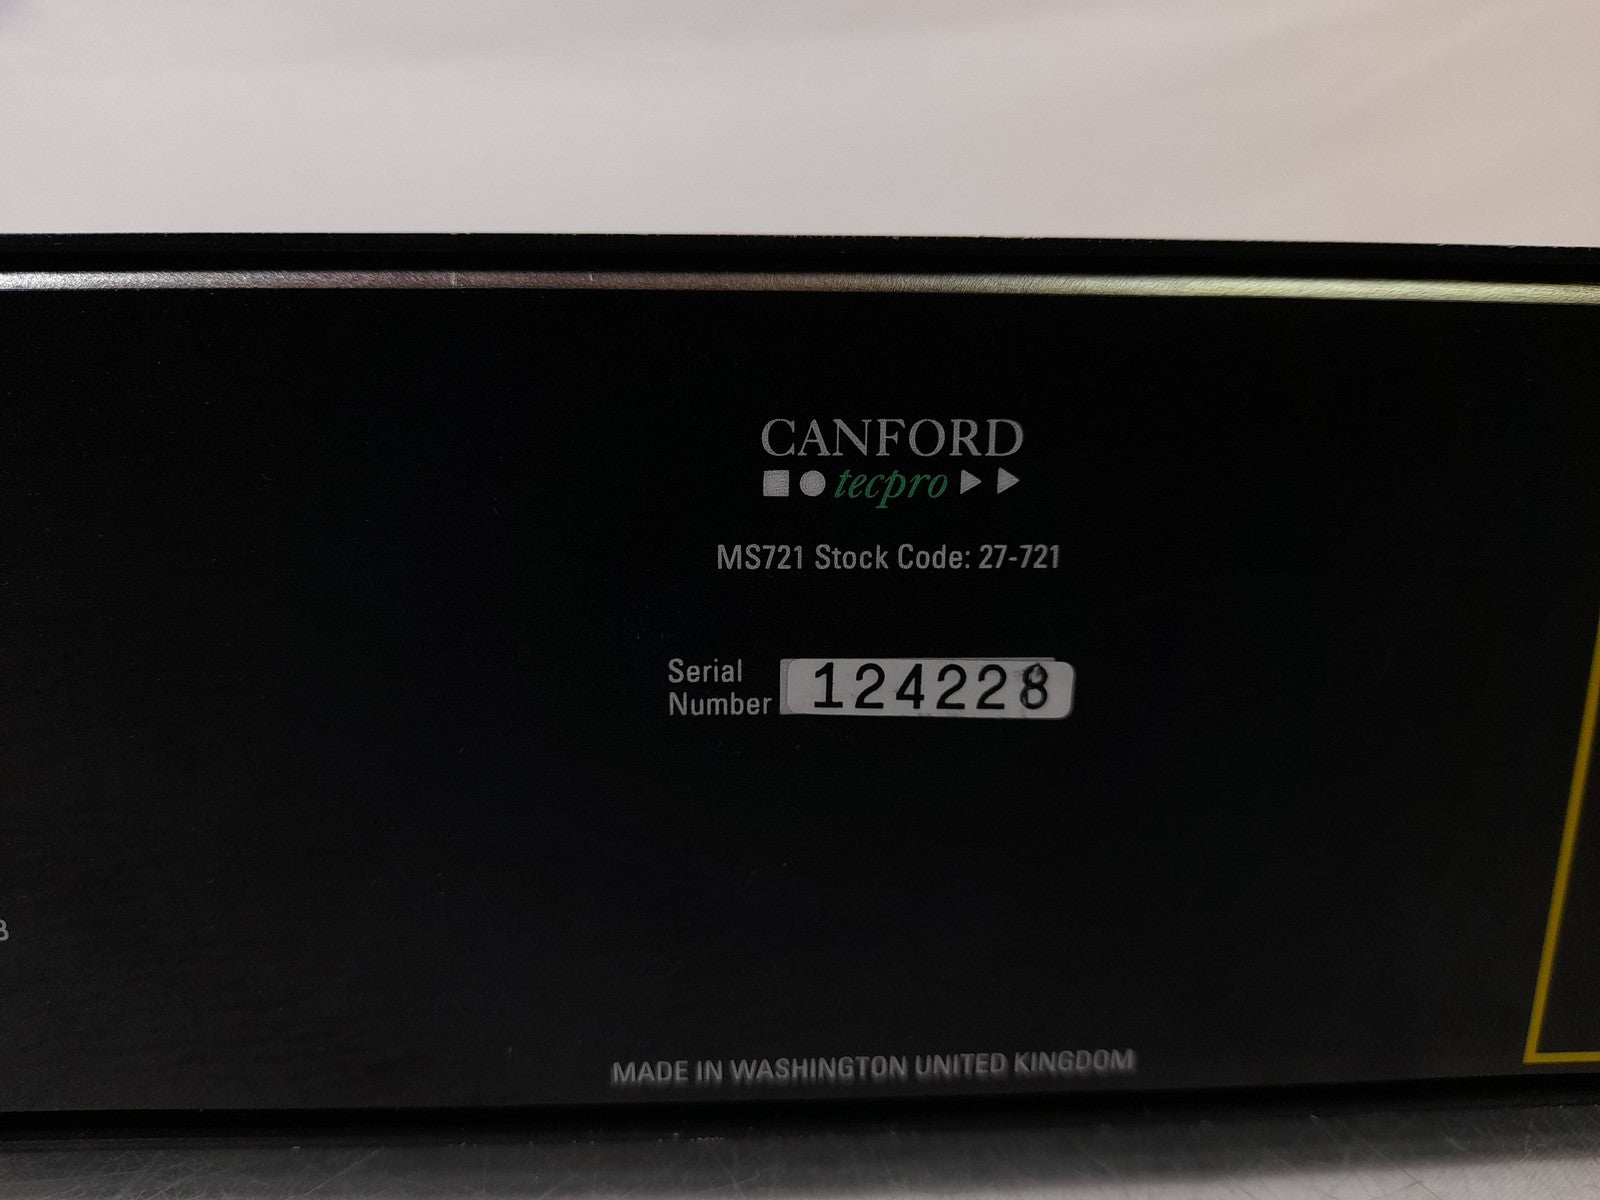 CANFORD
tecpro
MS721 Stock Code: 27-721
Serial
Number
124228
MADE IN WASHINGTON UNITED KINGDOM